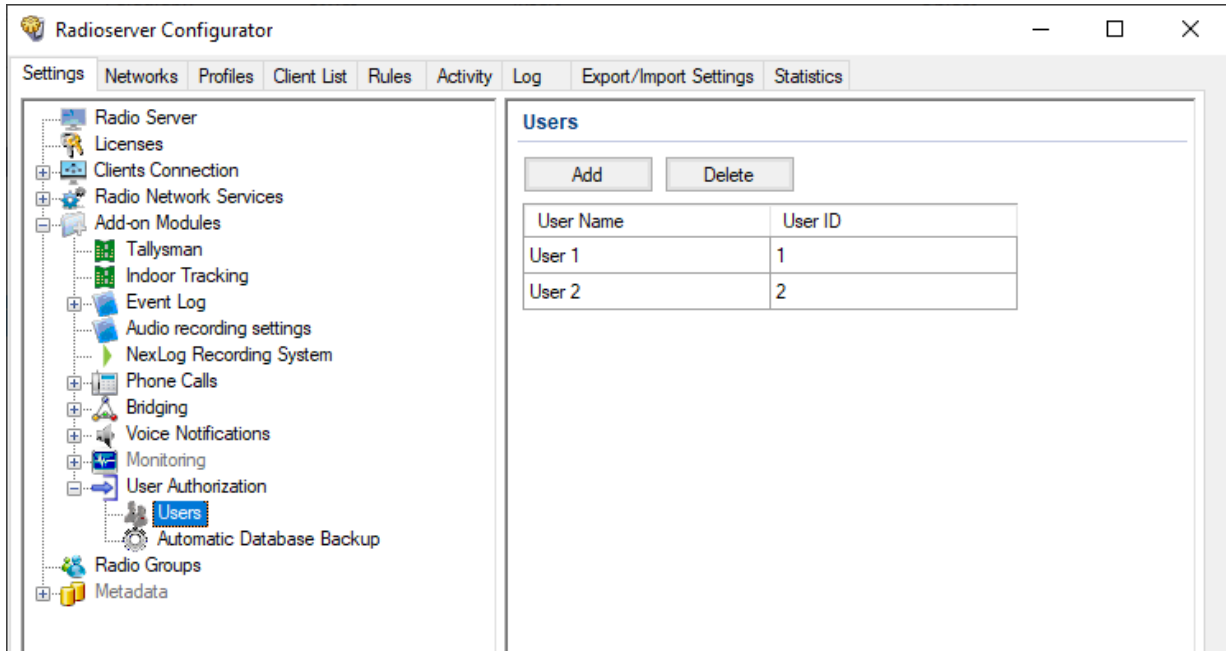 Radioserver Configurator
Settings Networks Profiles Client List Rules Activity Log Export/Import Settings Statistics
Radio Server
Licenses
Clients Connection
Radio Network Services
Add-on Modules
Tallysman
Indoor Tracking
Event Log
Audio recording settings
NexLog Recording System
Phone Calls
Bridging
Voice Notifications
Monitoring
User Authorization
Users
Automatic Database Backup
Radio Groups
Metadata
Users
Add Delete
User Name User ID
User 1 1
User 2 2